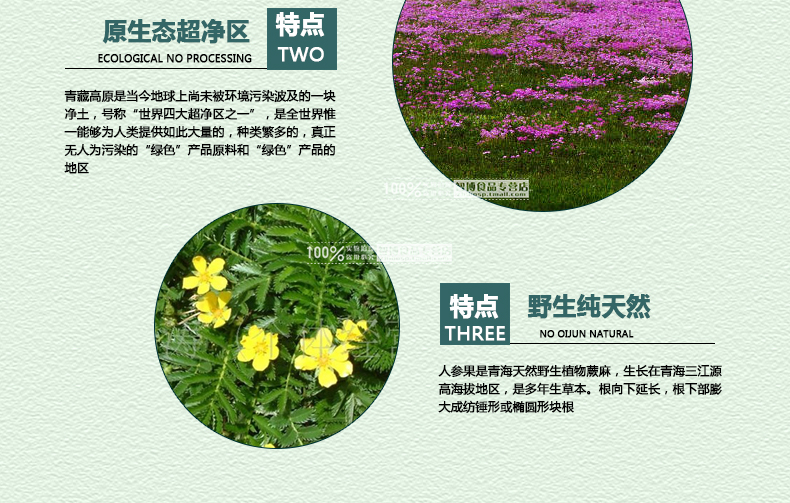 原生态超净区
ECOLOGICAL NO PROCESSING
特点
TWO
青藏高原是当今地球上尚未被环境污染波及的一块
净土，号称“世界四大超净区之一”，是全世界惟
一能够为人类提供如此大量的，种类繁多的，真正
无人为污染的“绿色”产品原料和“绿色”产品的
地区
100%
博食品专营店
100%
特点
THREE
野生纯天然
NO OIJUN NATURAL
人参果是青海天然野生植物蕨麻，生长在青海三江源
高海拔地区，是多年生草本。根向下延长，根下部膨
大成纺锤形或椭圆形块根